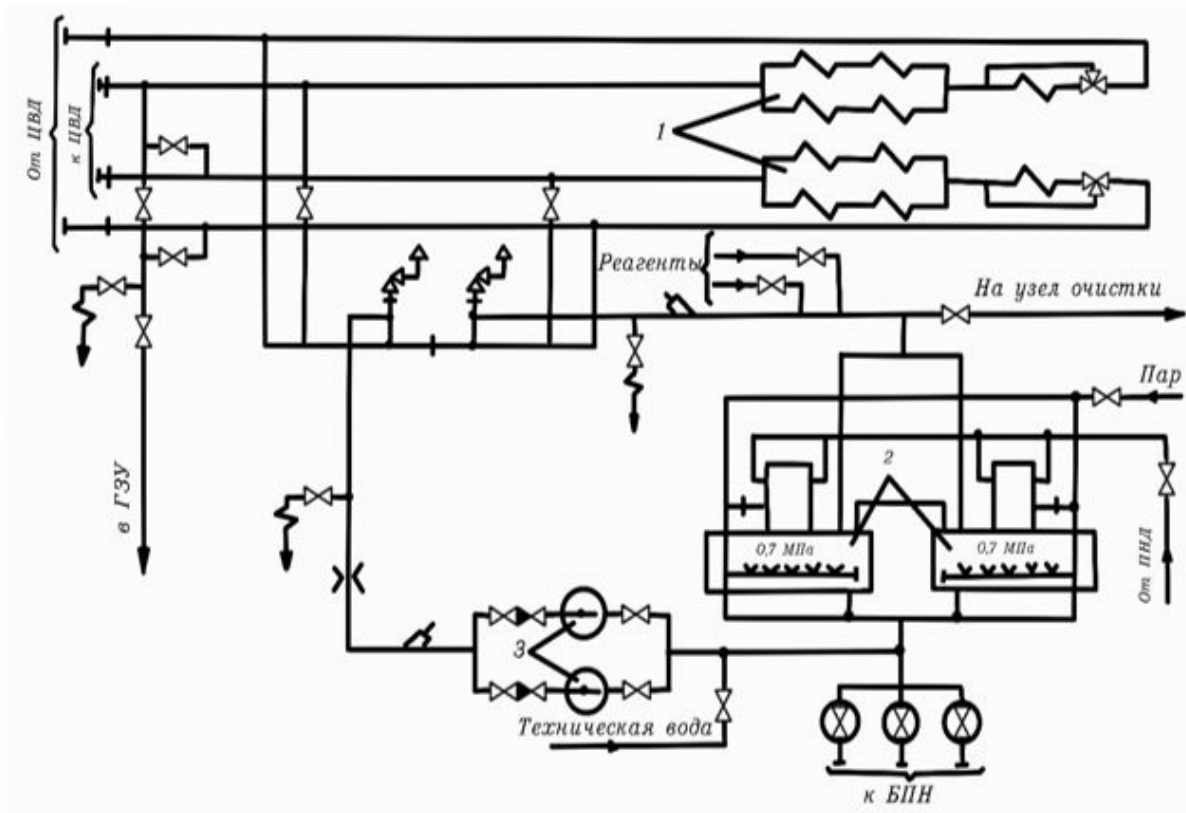 От ЦВД
к ЦВД
1
Реагенты
На узел очистки
Пар
2
в ГЗУ
0,7 МПа
0,7 МПа
От ПНД
3
Техническая вода
к БПН